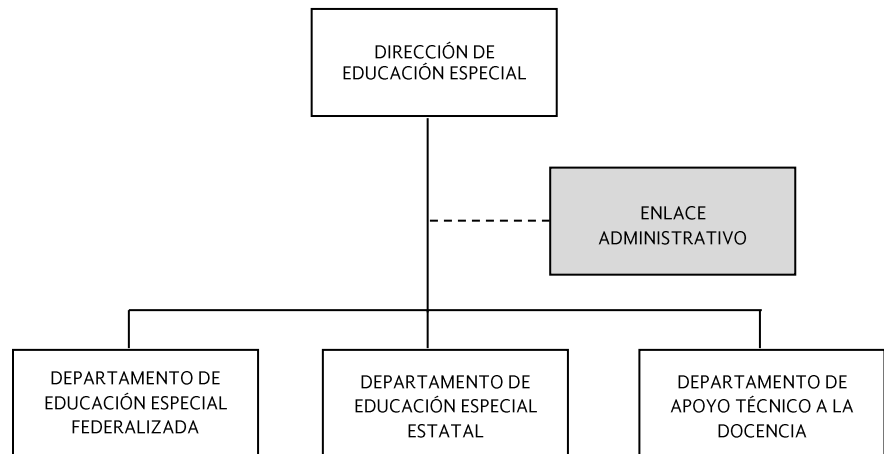 DIRECCIÓN DE
EDUCACIÓN ESPECIAL
ENLACE
ADMINISTRATIVO
DEPARTAMENTO DE
EDUCACIÓN ESPECIAL
FEDERALIZADA
DEPARTAMENTO DE
EDUCACIÓN ESPECIAL
ESTATAL
DEPARTAMENTO DE
APOYO TÉCNICO A LA
DOCENCIA